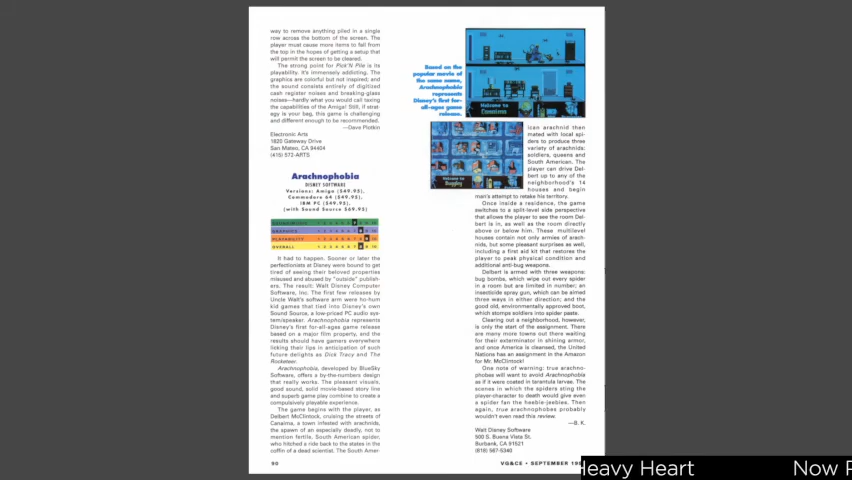 way to remove anything piled in a single
row across the bottom of the screen. The
player must cause more items to fall from
the top in the hopes of getting a setup that
will permit the screen to be cleared.
The strong point for Pick'N Pile is its
playability. It's immensely addicting. The
graphics are colorful but not inspired; and
the sound consists entirely of digitized
cash register noises and breaking-glass
noises—hardly what you would call taxing
the capabilities of the Amiga! Still, if strat-
egy is your bag, this game is challenging
and different enough to be recommended.
—Dave Plotkin
Electronic Arts
1820 Gateway Drive
San Mateo, CA 94404
(415) 572-ARTS
Arachnophobia
DISNEY SOFTWARE
Versions: Amiga ($49.95),
Commodore 64 ($49.95),
IBM PC ($49.95),
(with Sound Source $69.95)
GRAPHICS
PLAYABILITY
OVERALL
It had to happen. Sooner or later the
perfectionists at Disney were bound to get
tired of seeing their beloved properties
misused and abused by "outside" publish-
ers. The result: Walt Disney Computer
Software, Inc. The first few releases by
Uncle Walt's software arm were ho-hum
kid games that tied into Disney's own
Sound Source, a low-priced PC audio sys-
tem/speaker. Arachnophobia represents
Disney's first for-all-ages game release
based on a major film property, and the
results should have gamers everywhere
licking their lips in anticipation of such
future delights as Dick Tracy and The
Rocketeer.
Arachnophobia, developed by BlueSky
Software, offers a by-the-numbers design
that really works. The pleasant visuals,
good sound, solid movie-based story line
and superb game play combine to create a
compulsively playable experience.
The game begins with the player, as
Delbert McClintock, cruising the streets of
Canaima, a town infested with arachnids,
the spawn of an especially deadly, not to
mention fertile, South American spider,
who hitched a ride back to the states in the
coffin of a dead scientist. The South Amer-
90
Based on the
popular movie of
the same name,
Arachnophobia
represents
Disney's first for-
all-ages game
release.
Welcome to
Canaima
Welcome to
Bugsley
ican arachnid then
mated with local spi-
ders to produce three
variety of arachnids:
soldiers, queens and
South American. The
player can drive Del-
bert up to any of the
neighborhood's 14
houses and begin
man's attempt to retake his territory.
Once inside a residence, the game
switches to a split-level side perspective
that allows the player to see the room Del-
bert is in, as well as the room directly
above or below him. These multilevel
houses contain not only armies of arach-
nids, but some pleasant surprises as well,
including a first aid kit that restores the
player to peak physical condition and
additional anti-bug weapons.
Delbert is armed with three weapons:
bug bombs, which wipe out every spider
in a room but are limited in number; an
insecticide spray gun, which can be aimed
three ways in either direction; and the
good old, environmentally approved boot,
which stomps soldiers into spider paste.
Clearing out a neighborhood, however,
is only the start of the assignment. There
are many more towns out there waiting
for their exterminator in shining armor,
and once America is cleansed, the United
Nations has an assignment in the Amazon
for Mr. McClintock!
One note of warning: true arachno-
phobes will want to avoid Arachnophobia
as if it were coated in tarantula larvae. The
scenes in which the spiders sting the
player-character to death would give even
a spider fan the heebie-jeebies. Then
again, true arachnophobes probably
wouldn't even read this review.
—B. K.
Walt Disney Software
500 S. Buena Vista St.
Burbank, CA 91521
(818) 567-5340
VG&CE • SEPTEMBER
Heavy Heart
Now